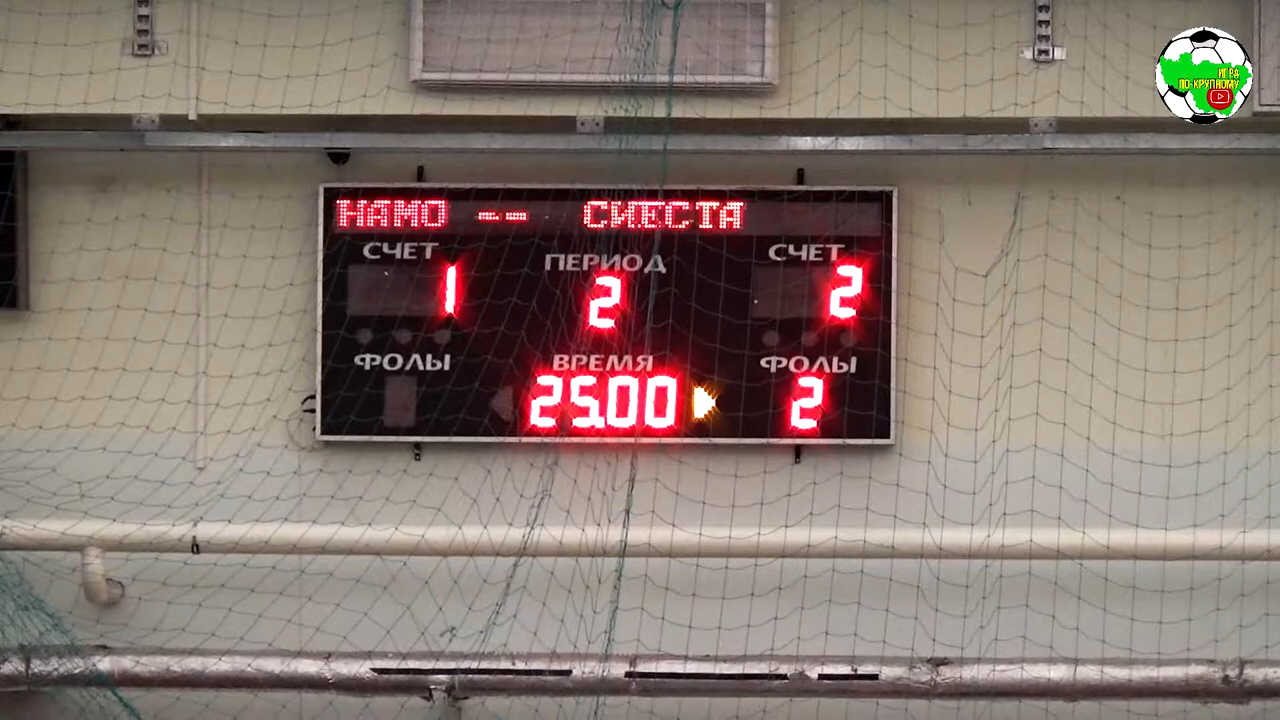 ИГРА
ПО-КРУПНОМУ
НАМО -- СИЕСТА
СЧЕТ ПЕРИОД СЧЕТ
1 2 2
ФОЛЫ ВРЕМЯ ФОЛЫ
25.00 2